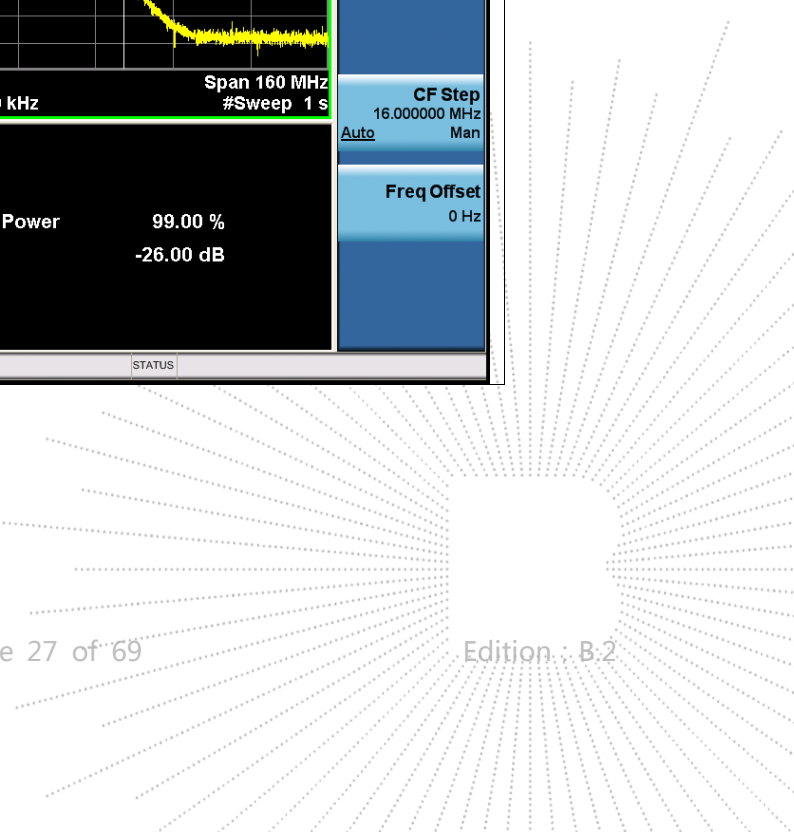 Span 160 MHz
kHz
#Sweep 1 s
CF Step
16.000000 MHz
Auto
Man
Freq Offset
0 Hz
Power
99.00 %
-26.00 dB
STATUS
27 of 69
Edition : B.2